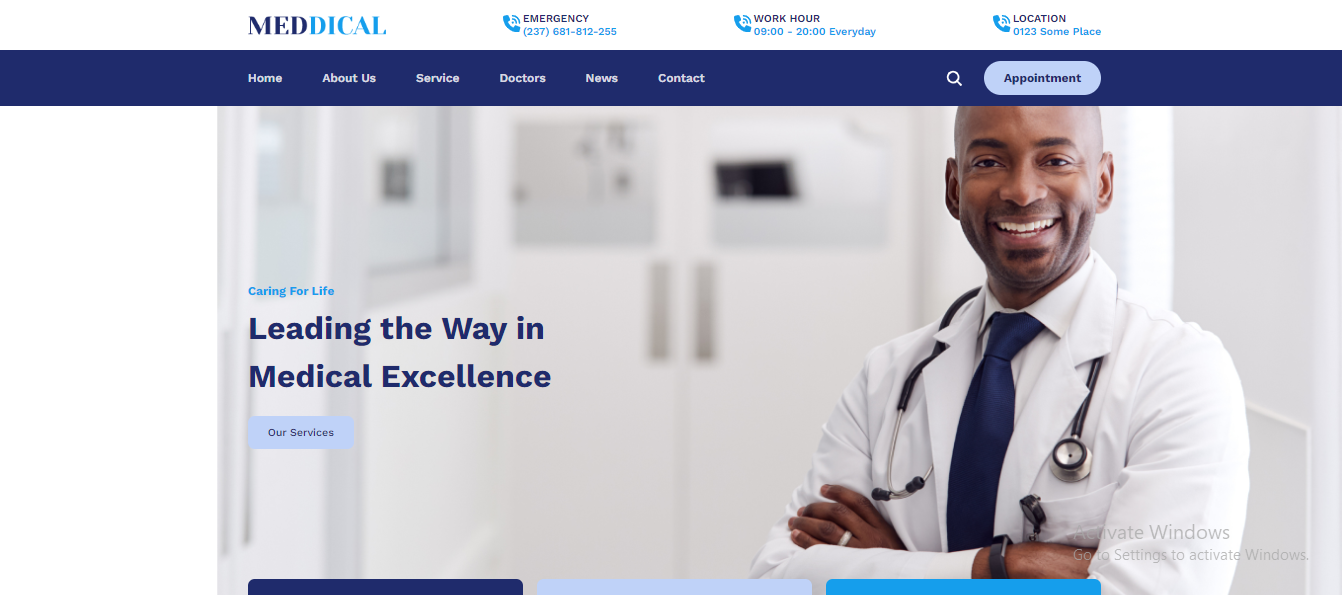 MEDDICAL
EMERGENCY
(237) 681-812-255
WORK HOUR
09:00 - 20:00 Everyday
LOCATION
0123 Some Place
Home About Us Service Doctors News Contact Appointment
Caring For Life
Leading the Way in
Medical Excellence
Our Services
Activate Windows
Go to Settings to activate Windows.